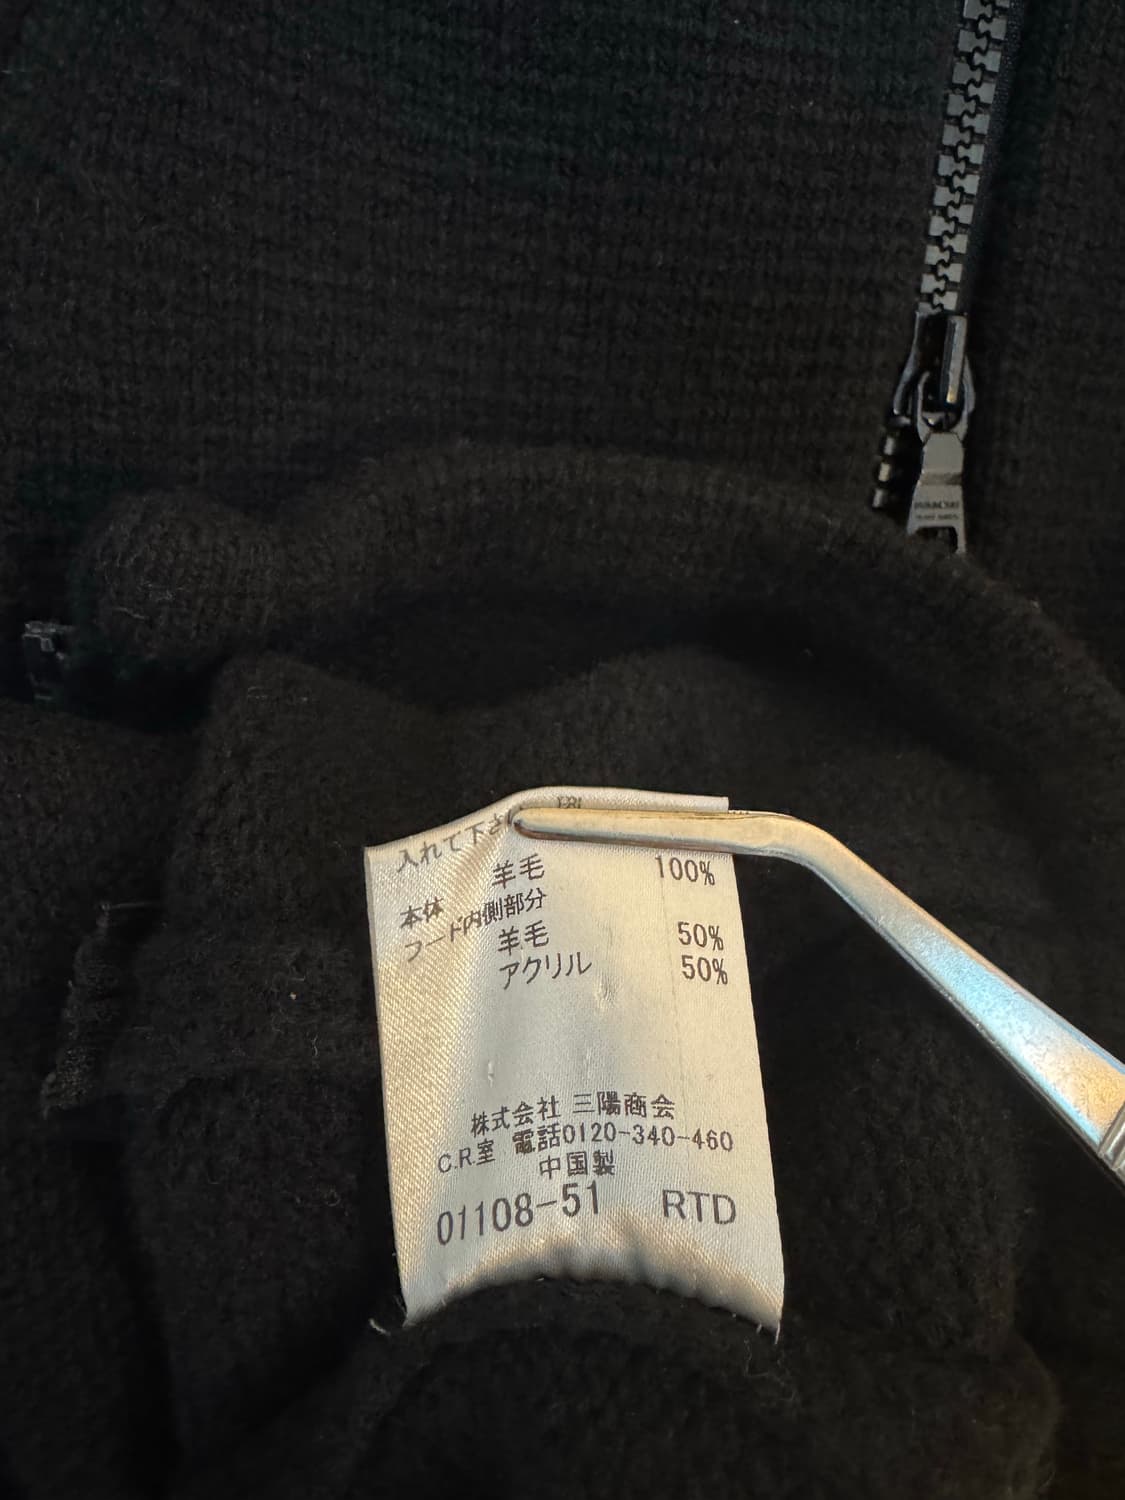 入れて下さい
羊毛 100%
本体
フード内側部分
羊毛 50%
アクリル 50%
株式会社 三陽商会
C.R.室 電話0120-340-460
中国製
01108-51 RTD